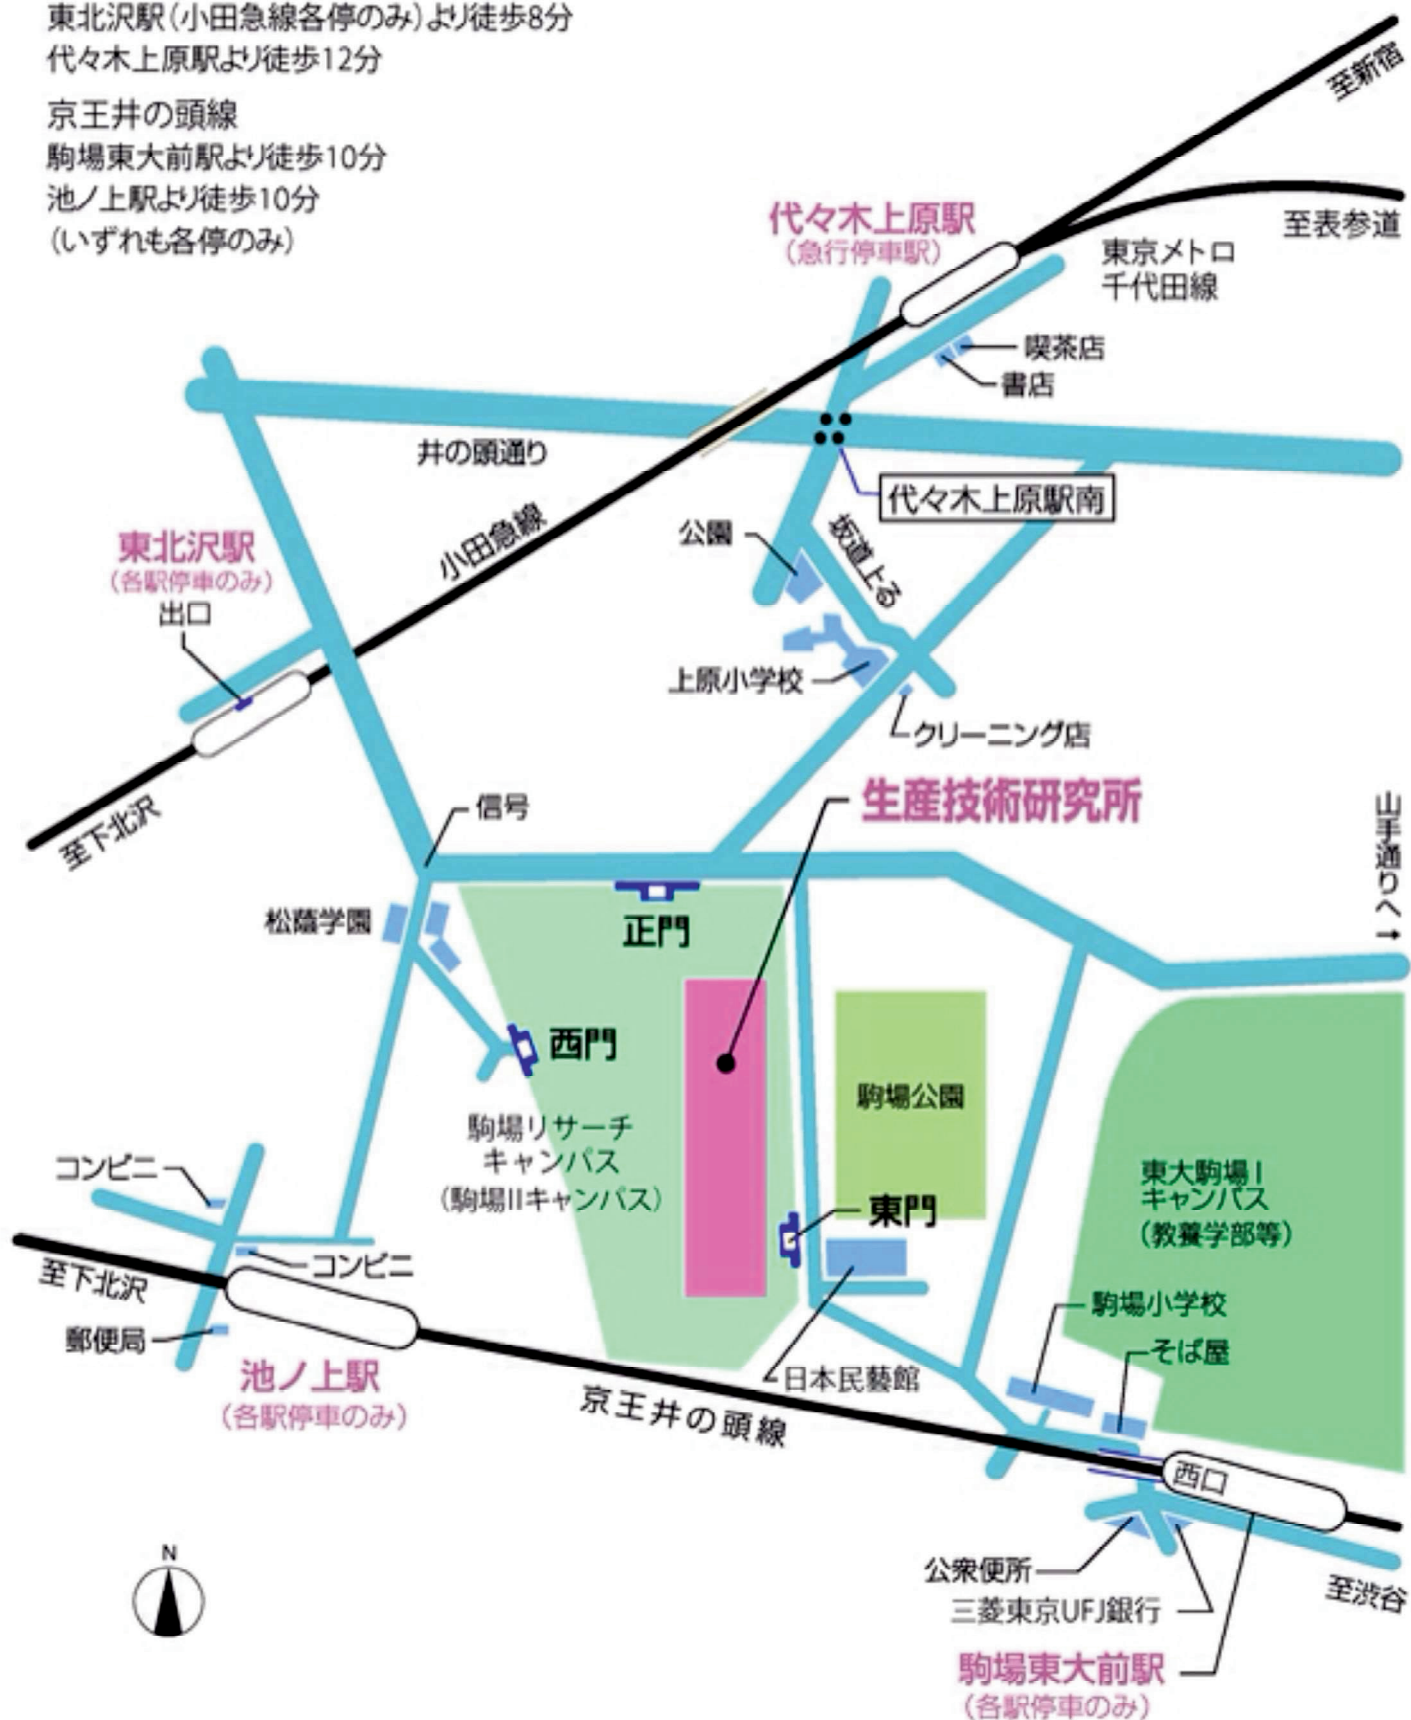 東北沢駅(小田急線各停のみ)より徒歩8分
代々木上原駅より徒歩12分
京王井の頭線
駒場東大前駅より徒歩10分
池ノ上駅より徒歩10分
(いずれも各停のみ)
至新宿
代々木上原駅
(急行停車駅)
至表参道
東京メトロ
千代田線
喫茶店
書店
井の頭通り
代々木上原駅南
小田急線
公園
坂道上る
東北沢駅
(各駅停車のみ)
出口
上原小学校
クリーニング店
至下北沢
信号
生産技術研究所
山手通りへ→
松蔭学園
正門
西門
駒場公園
駒場リサーチ
キャンパス
(駒場IIキャンパス)
東門
東大駒場I
キャンパス
(教養学部等)
コンビニ
コンビニ
至下北沢
郵便局
駒場小学校
そば屋
池ノ上駅
(各駅停車のみ)
日本民藝館
京王井の頭線
西口
N
公衆便所
三菱東京UFJ銀行
至渋谷
駒場東大前駅
(各駅停車のみ)